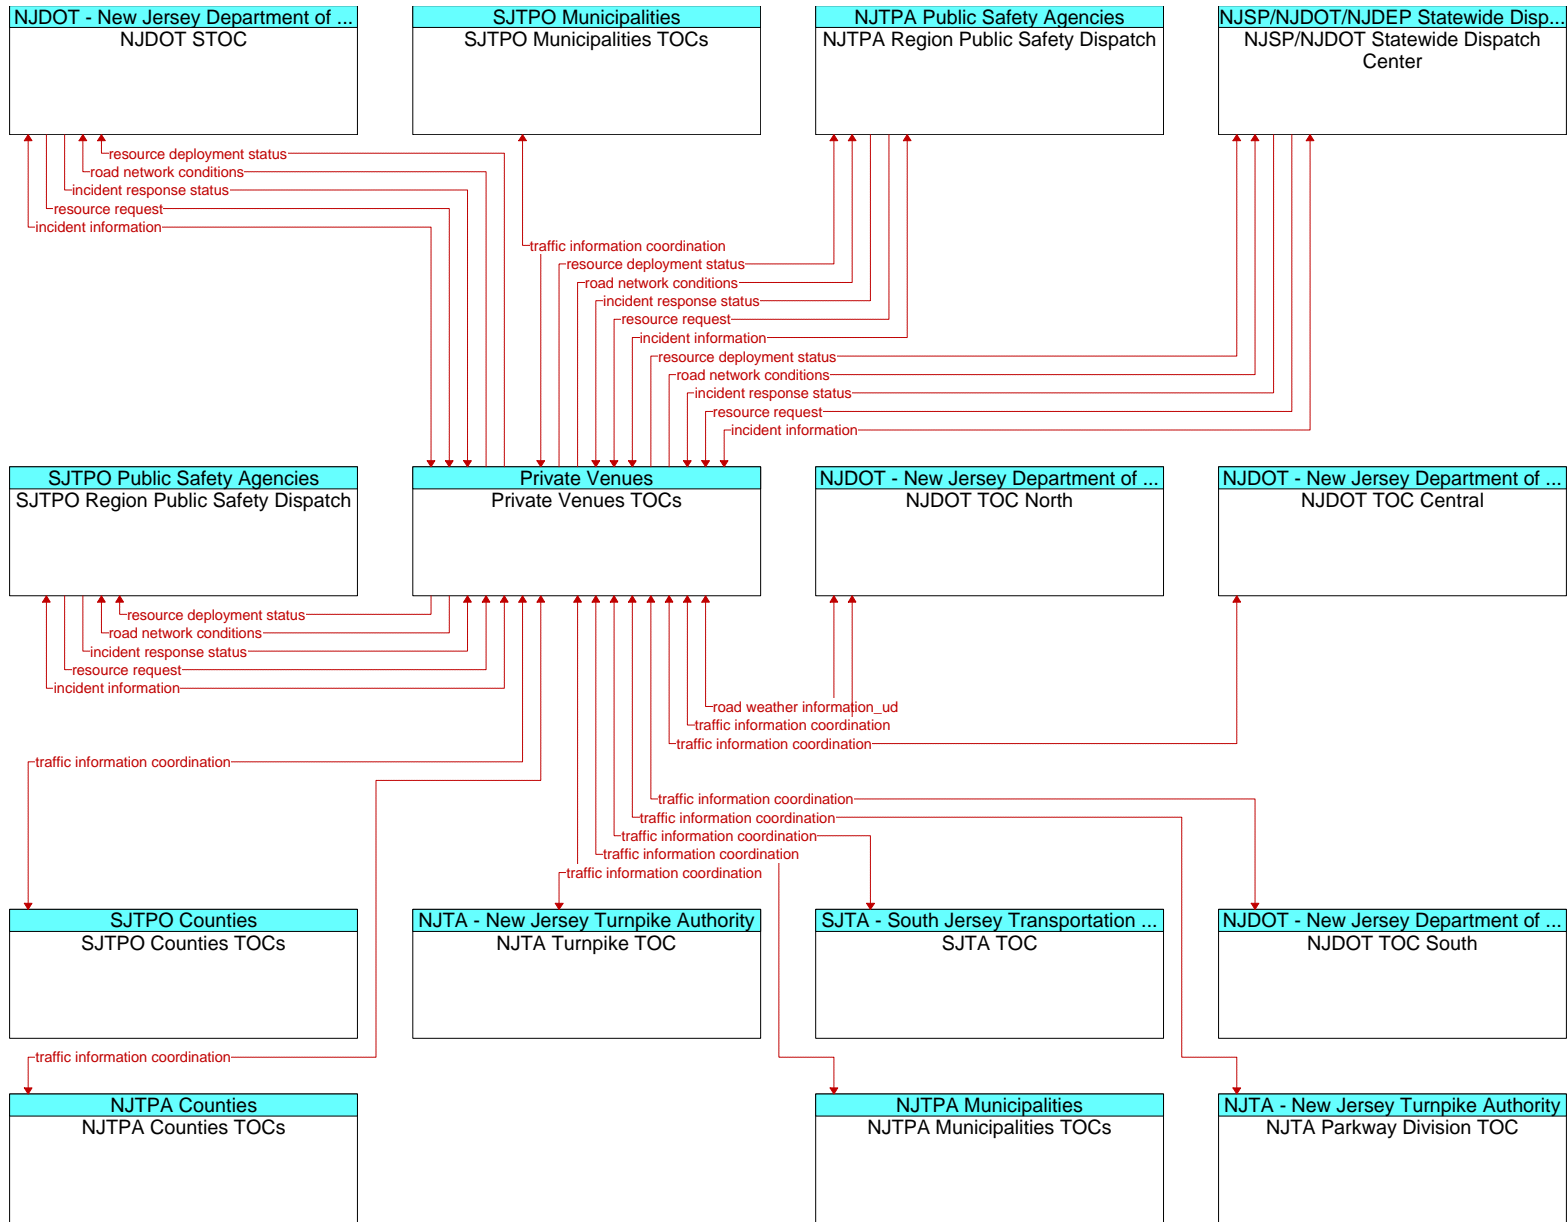 NJDOT - New Jersey Department of ...
NJDOT STOC
SJTPO Municipalities
SJTPO Municipalities TOCs
NJTPA Public Safety Agencies
NJTPA Region Public Safety Dispatch
NJSP/NJDOT/NJDEP Statewide Disp...
NJSP/NJDOT Statewide Dispatch
Center
resource deployment status
road network conditions
incident response status
resource request
incident information
traffic information coordination
resource deployment status
road network conditions
incident response status
resource request
incident information
resource deployment status
road network conditions
incident response status
resource request
incident information
SJTPO Public Safety Agencies
SJTPO Region Public Safety Dispatch
Private Venues
Private Venues TOCs
NJDOT - New Jersey Department of ...
NJDOT TOC North
NJDOT - New Jersey Department of ...
NJDOT TOC Central
resource deployment status
road network conditions
incident response status
resource request
incident information
road weather information_ud
traffic information coordination
traffic information coordination
traffic information coordination
traffic information coordination
traffic information coordination
traffic information coordination
traffic information coordination
traffic information coordination
SJTPO Counties
SJTPO Counties TOCs
NJTA - New Jersey Turnpike Authority
NJTA Turnpike TOC
SJTA - South Jersey Transportation ...
SJTA TOC
NJDOT - New Jersey Department of ...
NJDOT TOC South
traffic information coordination
NJTPA Counties
NJTPA Counties TOCs
NJTPA Municipalities
NJTPA Municipalities TOCs
NJTA - New Jersey Turnpike Authority
NJTA Parkway Division TOC